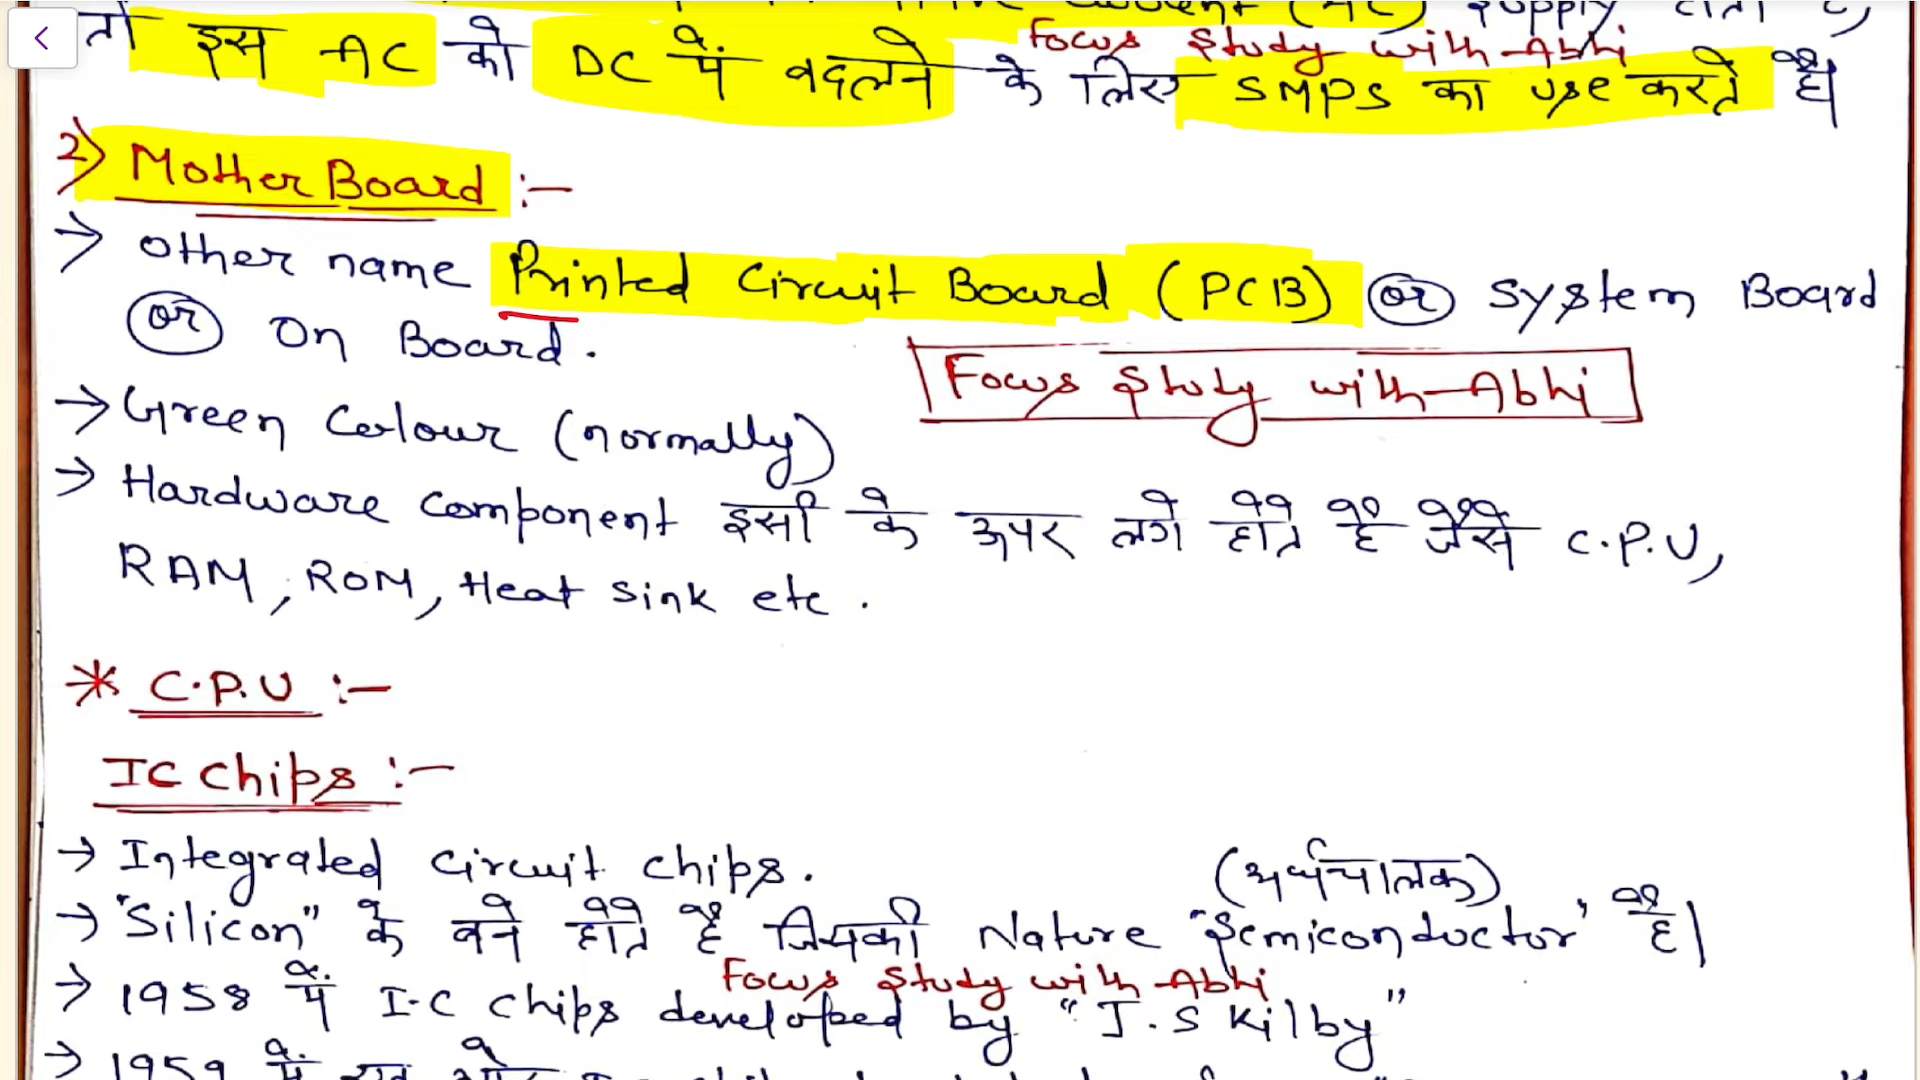 (AC) supply
Focus Study with Abhi
तो इस AC को DC में बदलने के लिए SMPS का use करते हैं।
2) Mother Board :-
→ other name Printed Circuit Board (PCB) or System Board
or On Board.
Focus Study with Abhi
→ Green Colour (normally)
→ Hardware component इसी के ऊपर लगे होते है जैसे C.P.U,
RAM, ROM, Heat sink etc.
* C.P.U :-
IC Chips :-
→ Integrated circuit chips.
(अर्धचालक)
→ "Silicon" के बने होते है जिसकी Nature "Semiconductor" है।
Focus Study with Abhi
→ 1958 में I.C chips developed by "J.S Kilby"
→ 1959 में